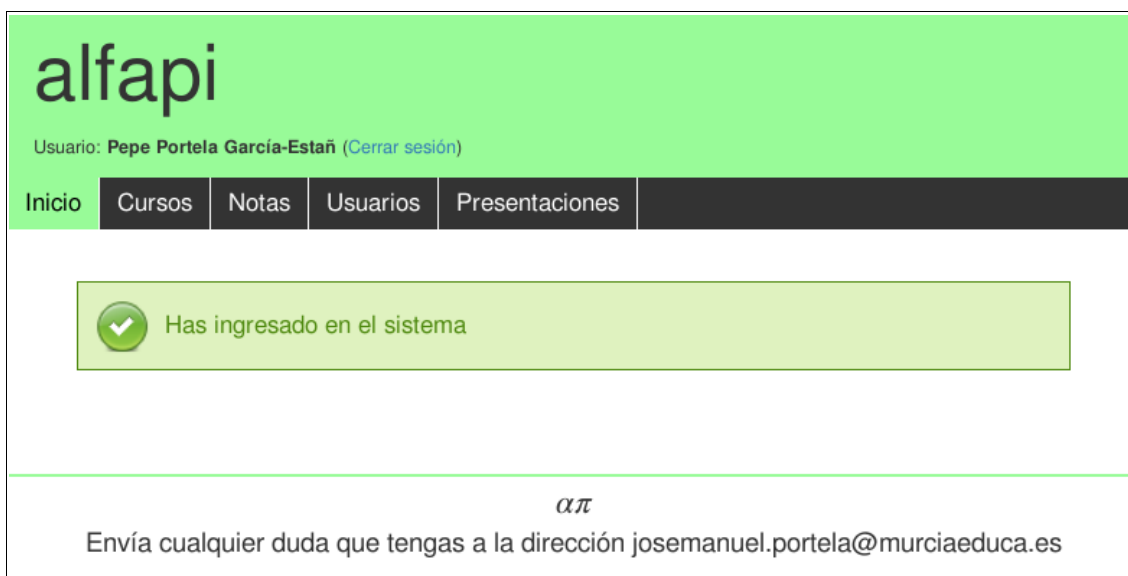 alfapi
Usuario: Pepe Portela García-Estañ (Cerrar sesión)
Inicio Cursos Notas Usuarios Presentaciones
Has ingresado en el sistema
απ
Envía cualquier duda que tengas a la dirección josemanuel.portela@murciaeduca.es